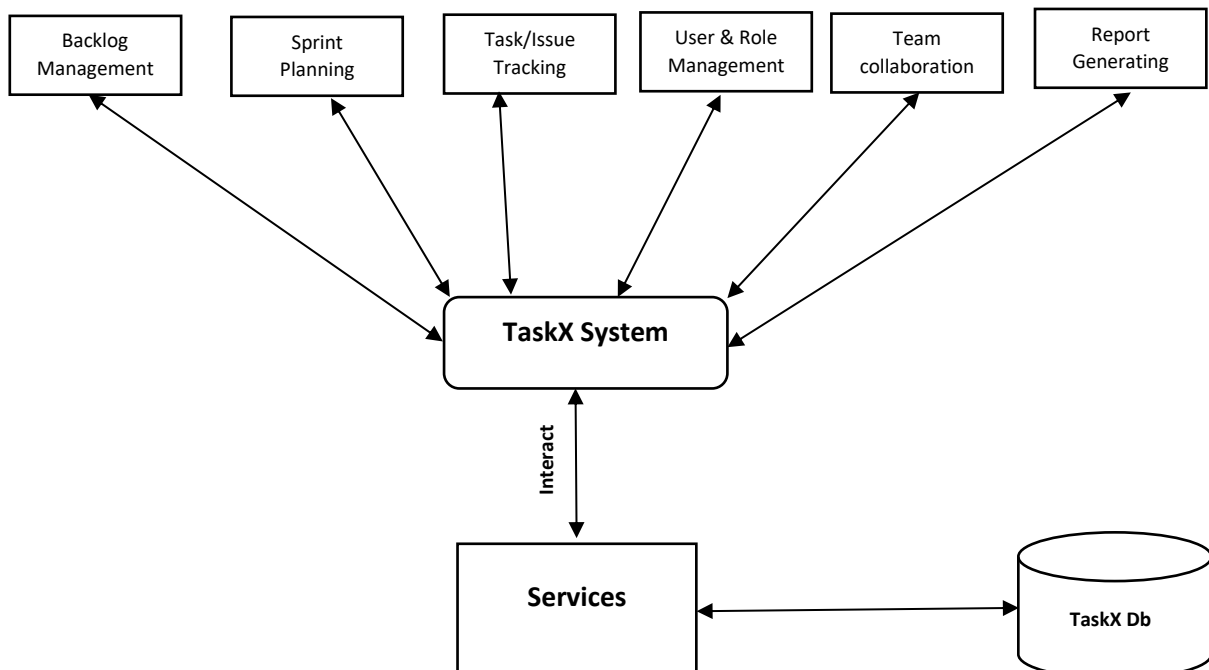 Backlog
Management
Sprint
Planning
Task/Issue
Tracking
User & Role
Management
Team
collaboration
Report
Generating
TaskX System
Interact
Services
TaskX Db